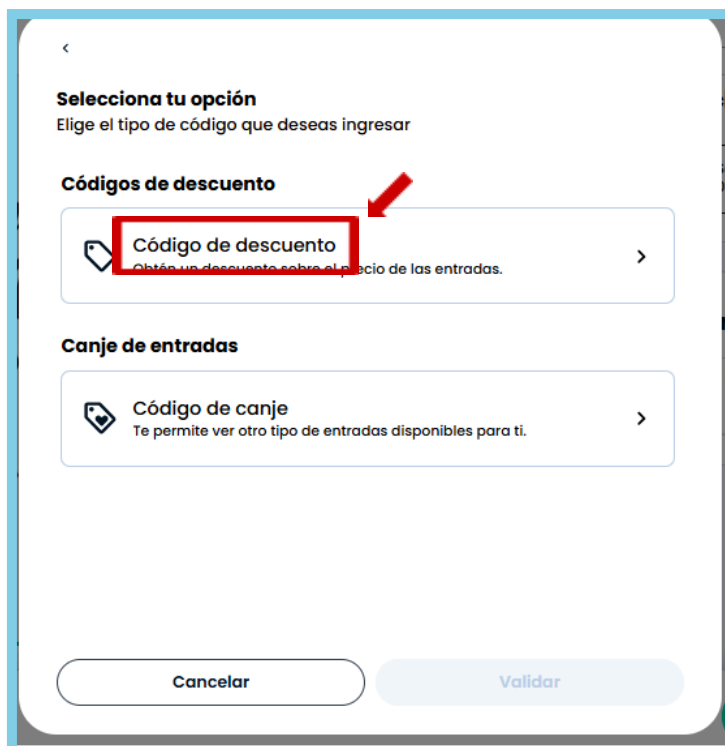 Selecciona tu opción
Elige el tipo de código que deseas ingresar
Códigos de descuento
Código de descuento
Obtén un descuento sobre el precio de las entradas.
Canje de entradas
Código de canje
Te permite ver otro tipo de entradas disponibles para ti.
Cancelar
Validar